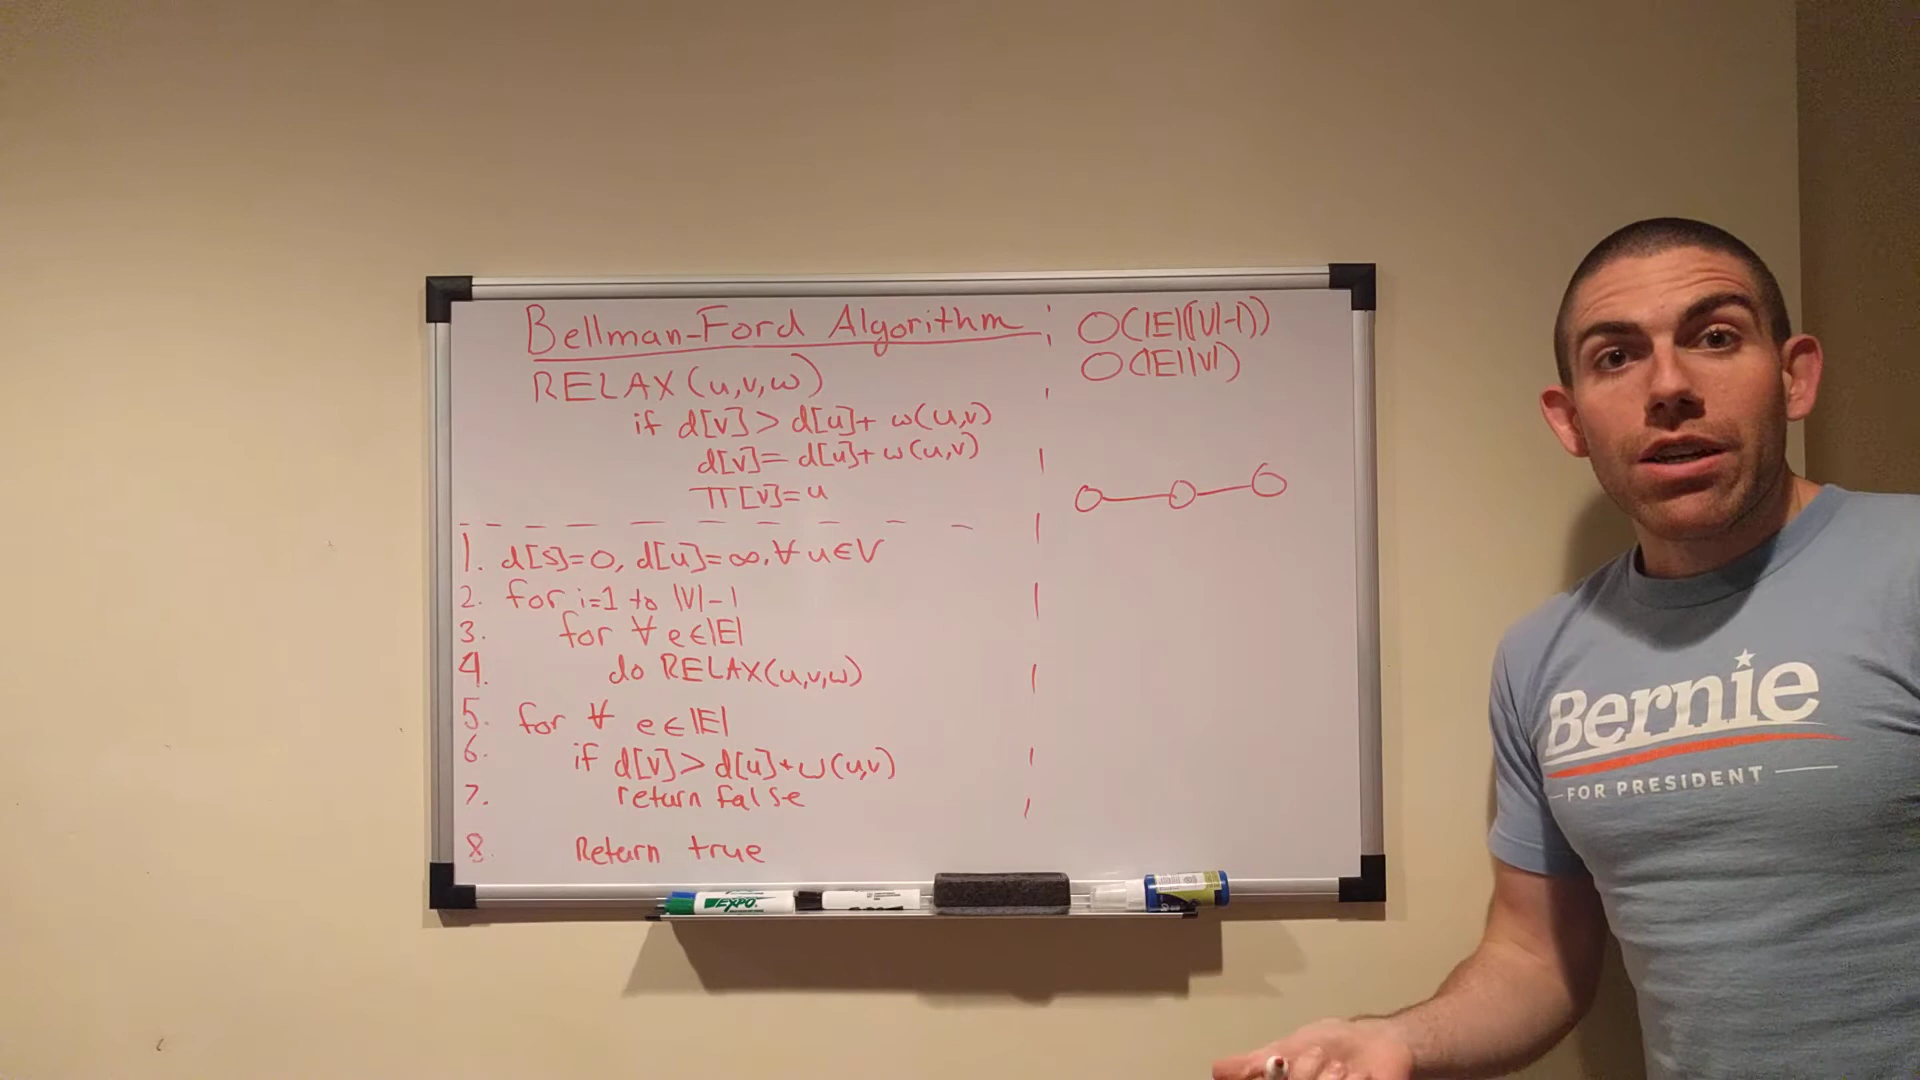 Bellman-Ford Algorithm
RELAX(u,v,w)
if d[v] > d[u] + w(u,v)
d[v] = d[u] + w(u,v)
π[v] = u
1. d[s]=0, d[u]=∞, ∀ u∈V
2. for i=1 to |V|-1
3. for ∀ e∈|E|
4. do RELAX(u,v,w)
5. for ∀ e∈|E|
6. if d[v] > d[u] + w(u,v)
7. return false
8. Return true
O(|E|(|V|-1))
O(|E||V|)
EXPO
Bernie
FOR PRESIDENT